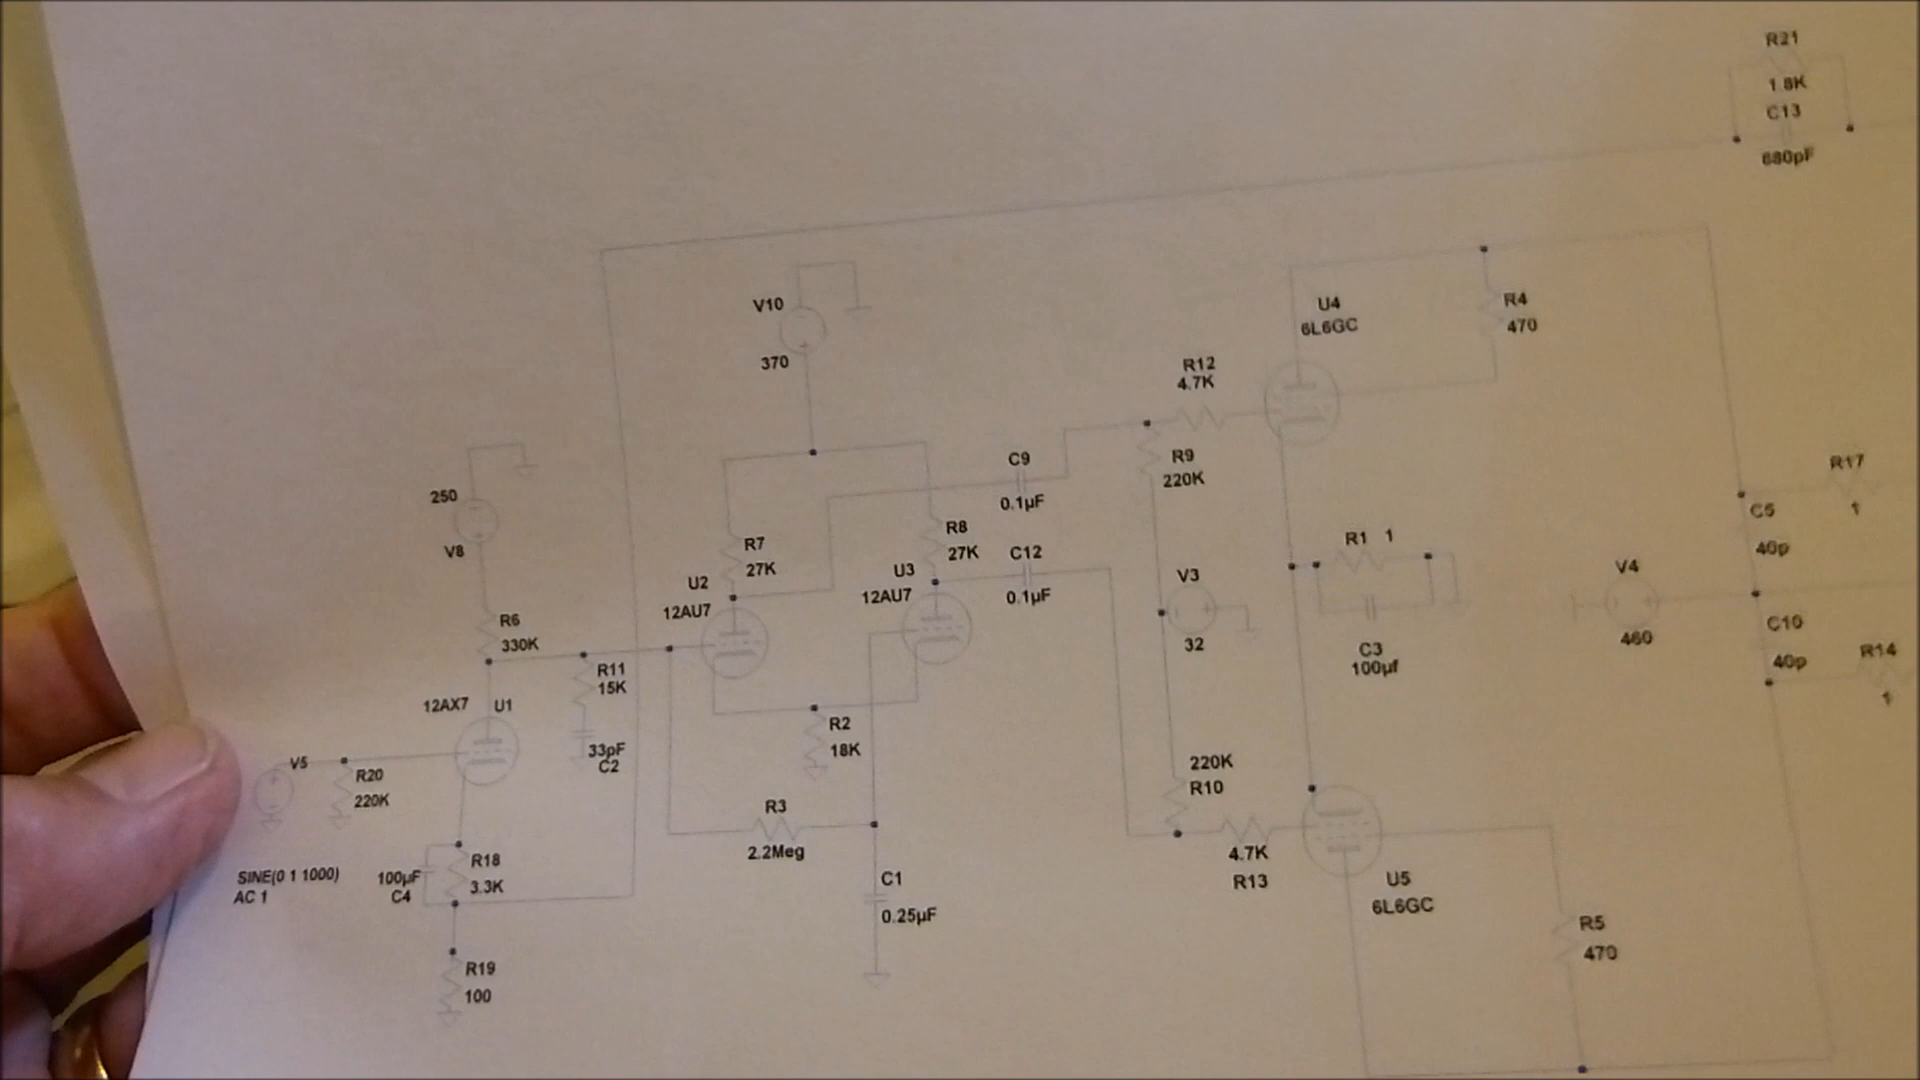 R21
1.8K
C13
680pF
V10
370
U4
6L6GC
R4
470
R12
4.7K
R9
220K
C9
0.1µF
R17
1
250
V8
R7
27K
R8
27K
C12
0.1µF
U2
12AU7
U3
12AU7
R1 1
C5
40p
V3
32
V4
460
C3
100µf
C10
40p
R14
1
R6
330K
R11
15K
12AX7 U1
33pF
C2
R2
18K
V5
R20
220K
220K
R10
R3
2.2Meg
4.7K
R13
SINE(0 1 1000)
AC 1
100µF
C4
R18
3.3K
C1
0.25µF
U5
6L6GC
R5
470
R19
100